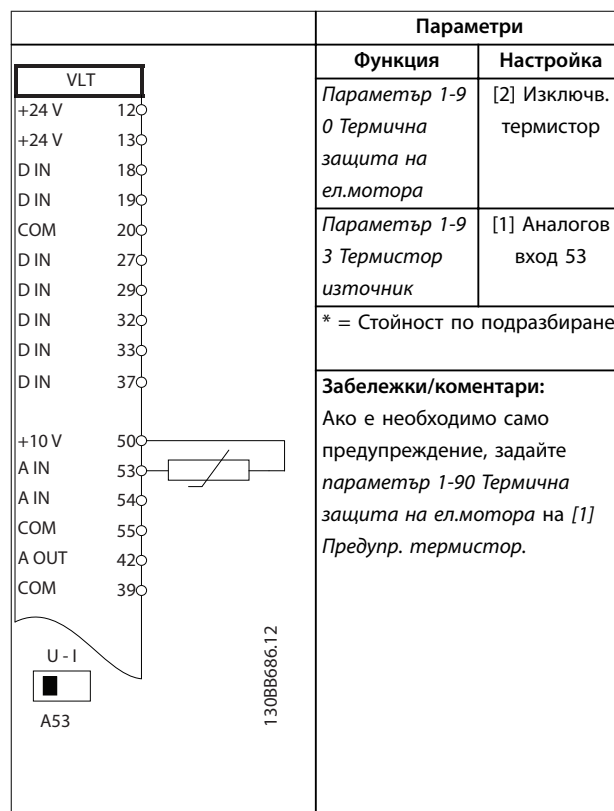 VLT
+24 V 12
+24 V 13
D IN 18
D IN 19
COM 20
D IN 27
D IN 29
D IN 32
D IN 33
D IN 37
+10 V 50
A IN 53
A IN 54
COM 55
A OUT 42
COM 39
U - I
A53
130BB686.12
Параметри
Функция Настройка
Параметър 1-9 [2] Изключв.
0 Термична термистор
защита на
ел.мотора
Параметър 1-9 [1] Аналогов
3 Термистор вход 53
източник
* = Стойност по подразбиране
Забележки/коментари:
Ако е необходимо само
предупреждение, задайте
параметър 1-90 Термична
защита на ел.мотора на [1]
Предупр. термистор.